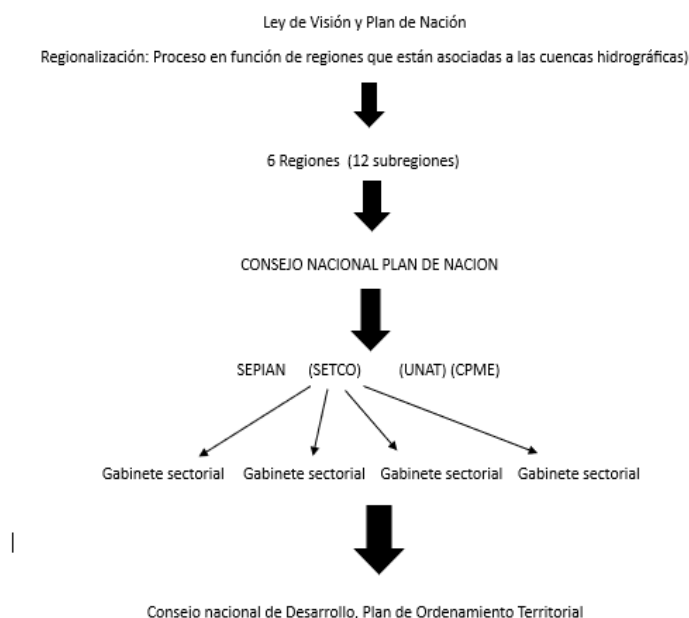 Ley de Visión y Plan de Nación
Regionalización: Proceso en función de regiones que están asociadas a las cuencas hidrográficas)
6 Regiones (12 subregiones)
CONSEJO NACIONAL PLAN DE NACION
SEPIAN (SETCO) (UNAT) (CPME)
Gabinete sectorial Gabinete sectorial Gabinete sectorial Gabinete sectorial
Consejo nacional de Desarrollo, Plan de Ordenamiento Territorial